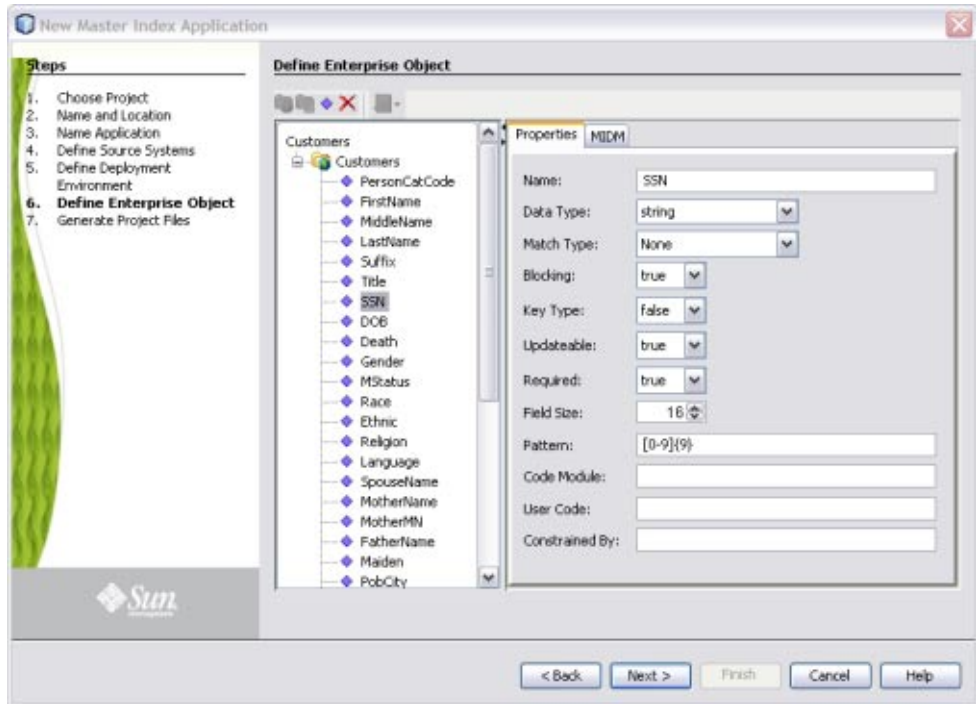 New Master Index Application
Steps
1. Choose Project
2. Name and Location
3. Name Application
4. Define Source Systems
5. Define Deployment
Environment
6. Define Enterprise Object
7. Generate Project Files
Define Enterprise Object
Customers
Customers
PersonCatCode
FirstName
MiddleName
LastName
Suffix
Title
SSN
DOB
Death
Gender
MStatus
Race
Ethnic
Religion
Language
SpouseName
MotherName
MotherMN
FatherName
Maiden
PobCity
Properties MIDM
Name: SSN
Data Type: string
Match Type: None
Blocking: true
Key Type: false
Updateable: true
Required: true
Field Size: 16
Pattern: [0-9]{9}
Code Module:
User Code:
Constrained By:
Sun
< Back Next > Finish Cancel Help